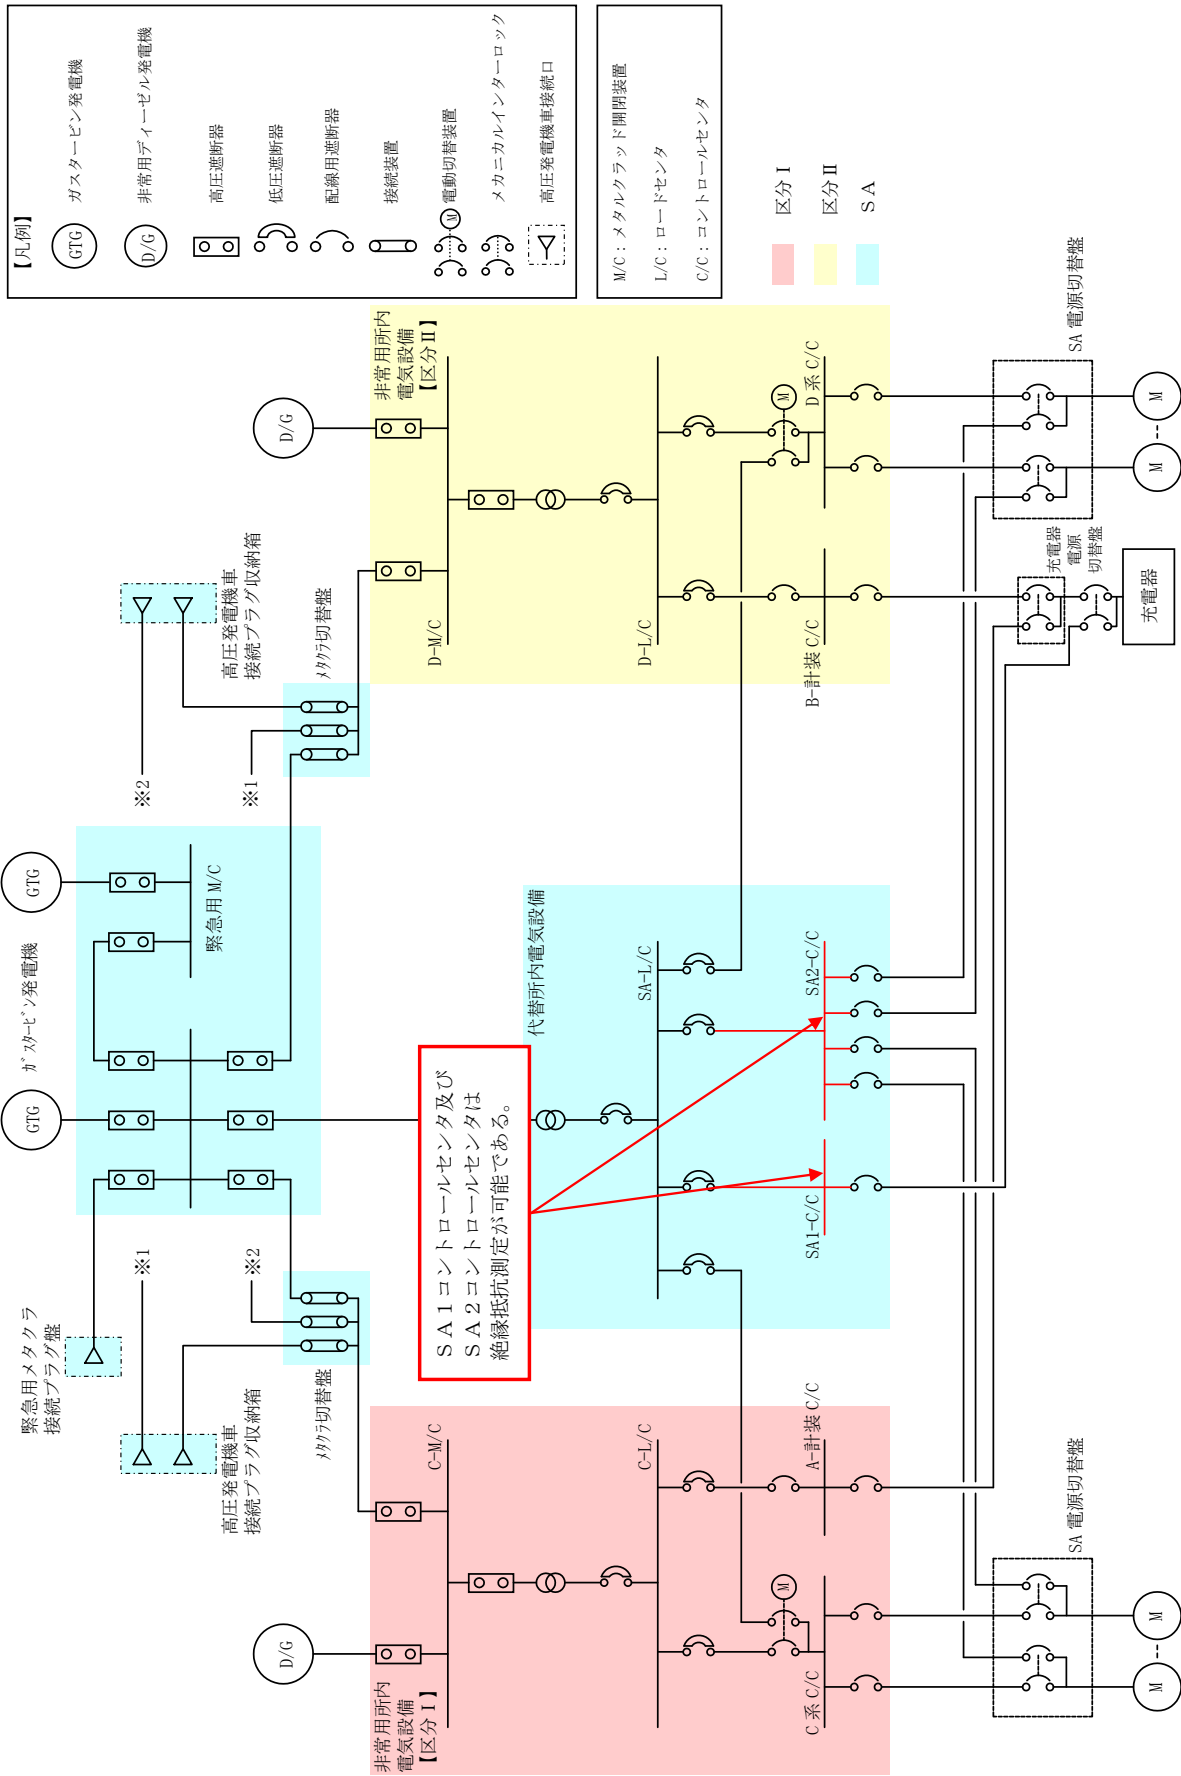 【凡例】
GTG
ガスタービン発電機
D/G
非常用ディーゼル発電機
高圧遮断器
低圧遮断器
配線用遮断器
接続装置
M
電動切替装置
メカニカルインターロック
高圧発電機車接続口
M/C：メタルクラッド開閉装置
L/C：ロードセンタ
C/C：コントロールセンタ
区分Ⅰ
区分Ⅱ
ＳＡ
緊急用メタクラ
接続プラグ盤
GTG
ｶﾞｽﾀｰﾋﾞﾝ発電機
GTG
緊急用 M/C
※1
※2
高圧発電機車
接続プラグ収納箱
ﾒﾀｸﾗ切替盤
※2
※1
高圧発電機車
接続プラグ収納箱
ﾒﾀｸﾗ切替盤
D/G
非常用所内
電気設備
【区分Ⅰ】
C-M/C
C-L/C
C 系 C/C
M
A-計装 C/C
ＳＡ１コントロールセンタ及び
ＳＡ２コントロールセンタは
絶縁抵抗測定が可能である。
代替所内電気設備
SA-L/C
SA1-C/C
SA2-C/C
D/G
非常用所内
電気設備
【区分Ⅱ】
D-M/C
D-L/C
B-計装 C/C
M
D 系 C/C
SA 電源切替盤
M
M
充電器
電源
切替盤
充電器
SA 電源切替盤
M
M